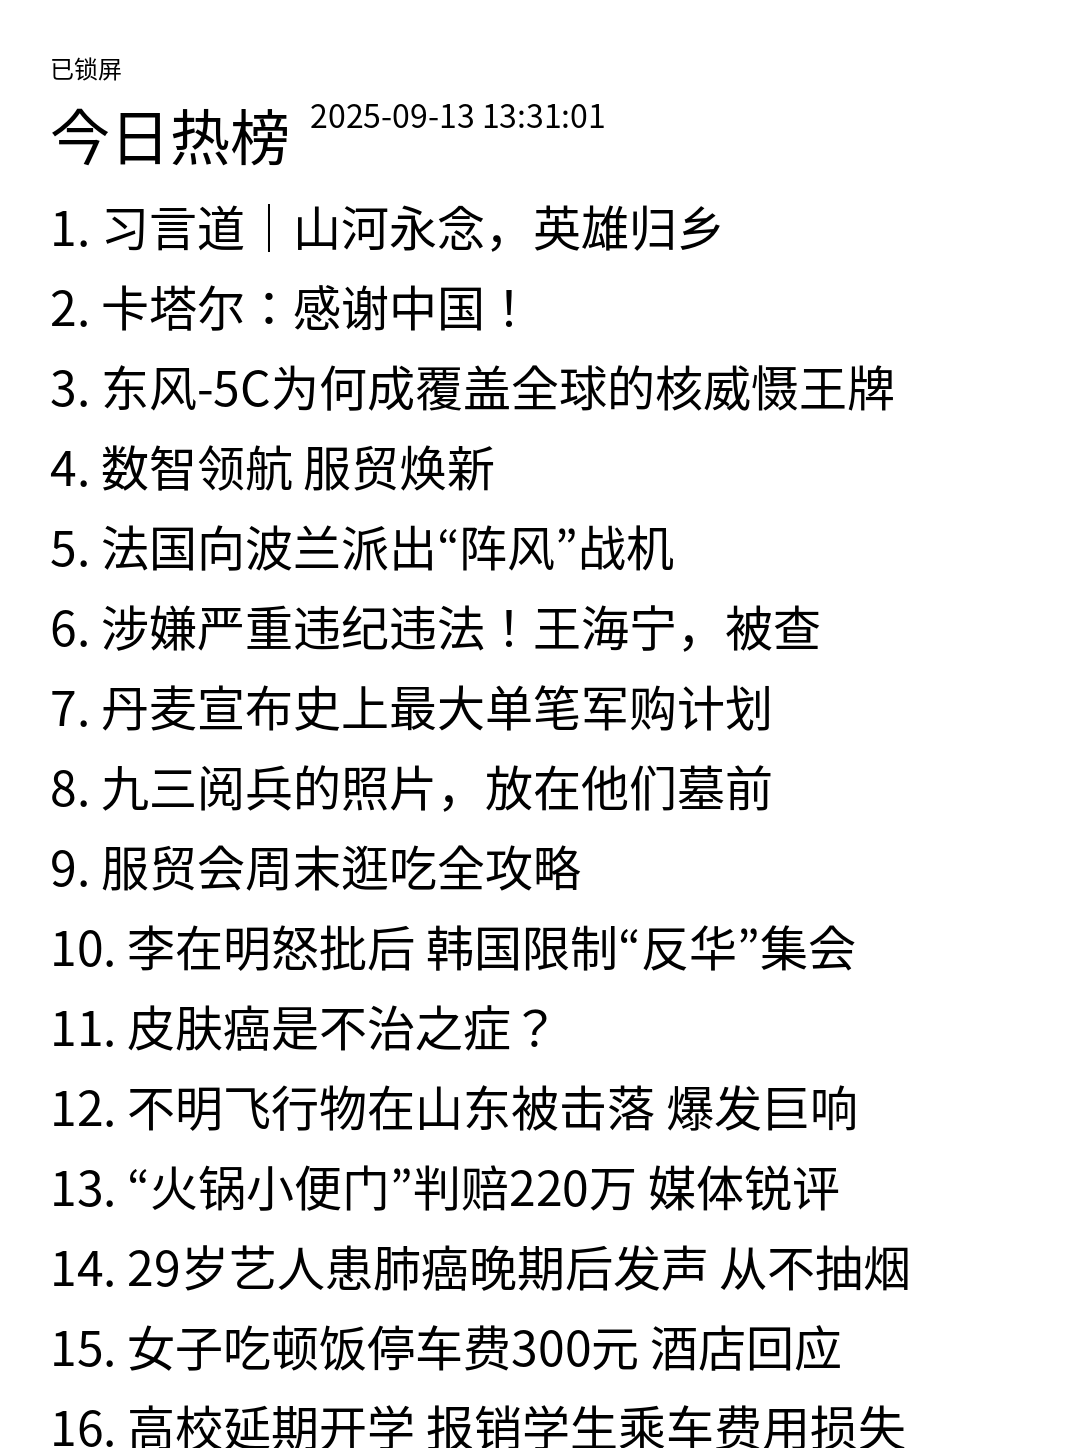 已锁屏
今日热榜 2025-09-13 13:31:01
1. 习言道｜山河永念，英雄归乡
2. 卡塔尔：感谢中国！
3. 东风-5C为何成覆盖全球的核威慑王牌
4. 数智领航 服贸焕新
5. 法国向波兰派出“阵风”战机
6. 涉嫌严重违纪违法！王海宁，被查
7. 丹麦宣布史上最大单笔军购计划
8. 九三阅兵的照片，放在他们墓前
9. 服贸会周末逛吃全攻略
10. 李在明怒批后 韩国限制“反华”集会
11. 皮肤癌是不治之症？
12. 不明飞行物在山东被击落 爆发巨响
13. “火锅小便门”判赔220万 媒体锐评
14. 29岁艺人患肺癌晚期后发声 从不抽烟
15. 女子吃顿饭停车费300元 酒店回应
16. 高校延期开学 报销学生乘车费用损失